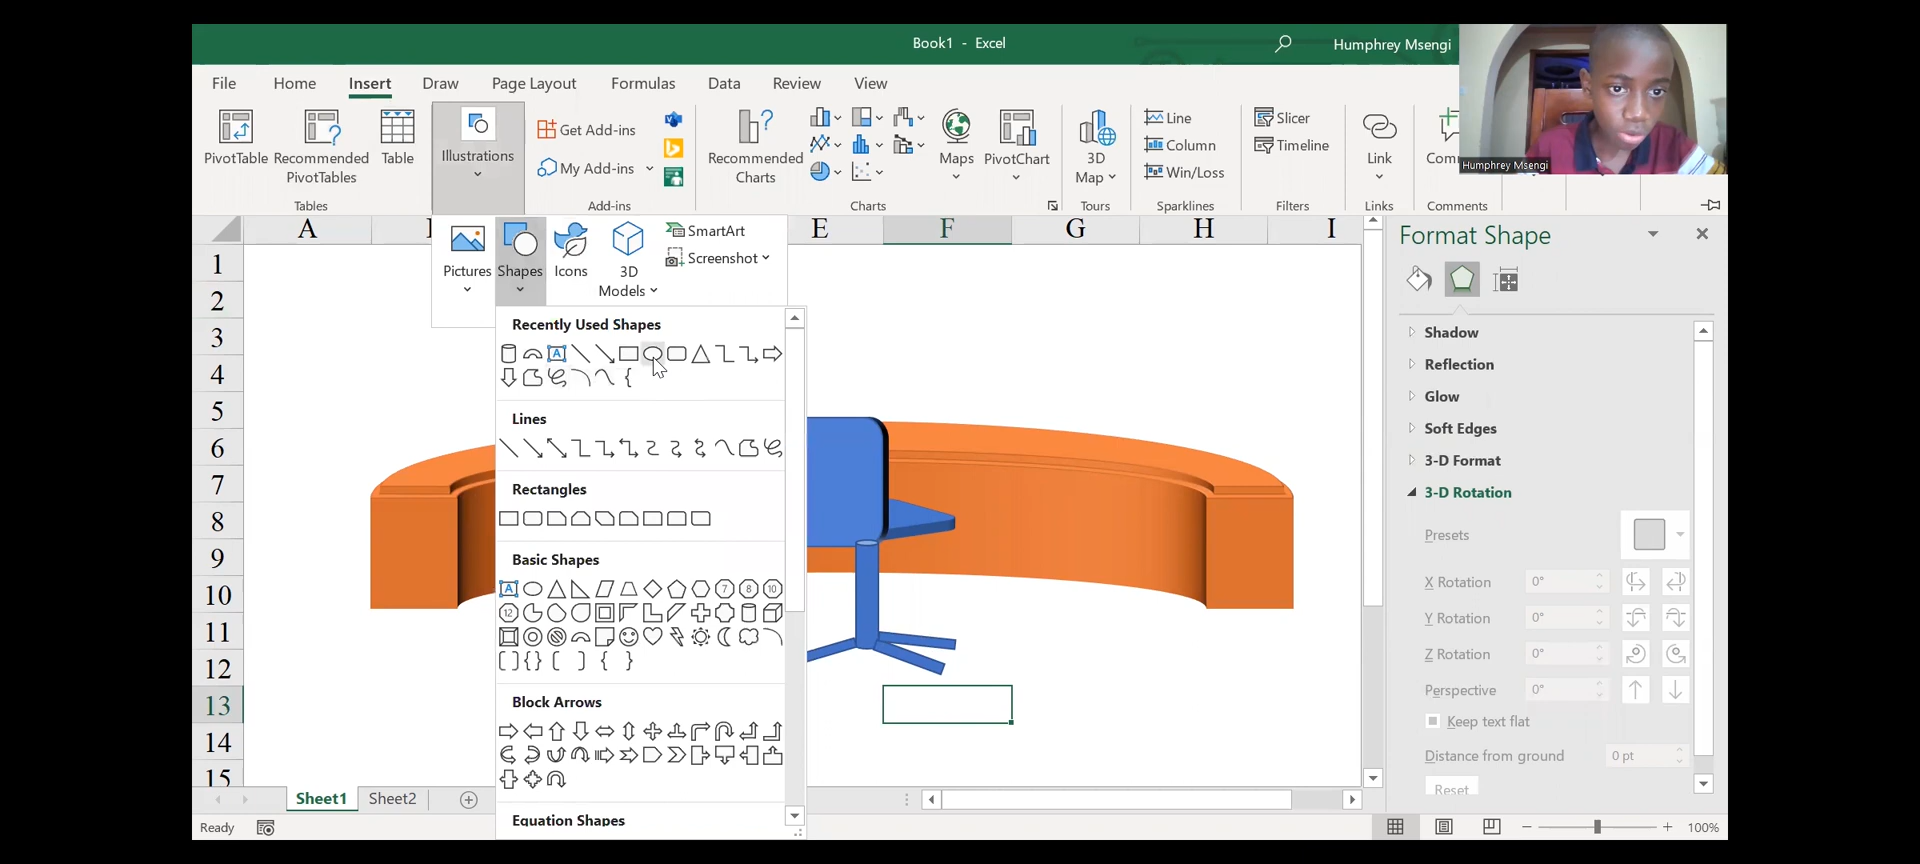 Book1 - Excel
Humphrey Msengi
File Home Insert Draw Page Layout Formulas Data Review View
PivotTable
Recommended PivotTables
Table
Tables
Illustrations
Get Add-ins
My Add-ins
Add-ins
Recommended Charts
Maps
PivotChart
Charts
3D Map
Tours
Line
Column
Win/Loss
Sparklines
Slicer
Timeline
Filters
Link
Links
Comments
Humphrey Msengi
Pictures
Shapes
Icons
3D Models
SmartArt
Screenshot
A E F G H I
1
2
3
4
5
6
7
8
9
10
11
12
13
14
15
Recently Used Shapes
Lines
Rectangles
Basic Shapes
Block Arrows
Equation Shapes
Format Shape
Shadow
Reflection
Glow
Soft Edges
3-D Format
3-D Rotation
Presets
X Rotation 0°
Y Rotation 0°
Z Rotation 0°
Perspective 0°
Keep text flat
Distance from ground 0 pt
Reset
Sheet1 Sheet2
Ready
100%